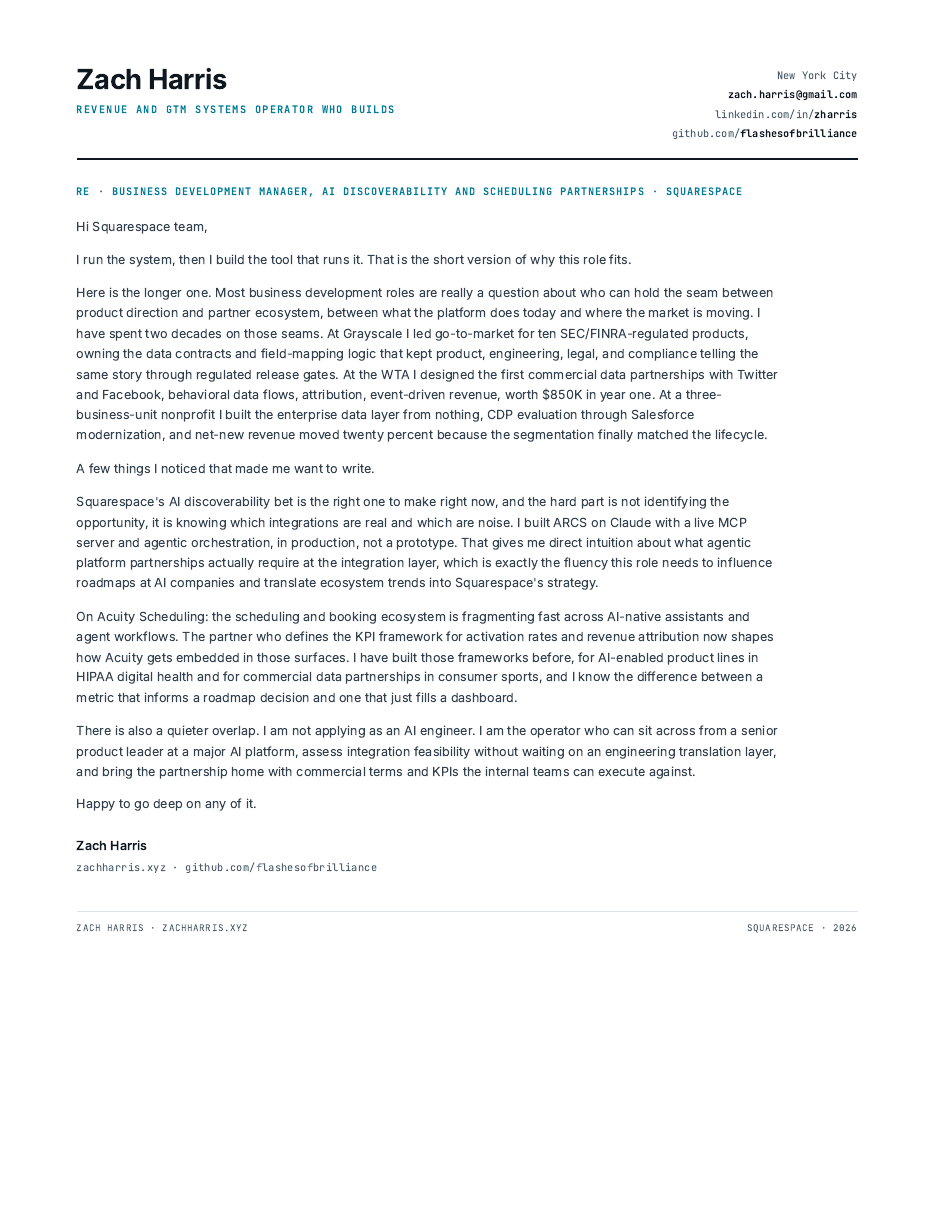 Zach Harris
REVENUE AND GTM SYSTEMS OPERATOR WHO BUILDS
New York City
zach.harris@gmail.com
linkedin.com/in/zharris
github.com/flashesofbrilliance
RE · BUSINESS DEVELOPMENT MANAGER, AI DISCOVERABILITY AND SCHEDULING PARTNERSHIPS · SQUARESPACE
Hi Squarespace team,
I run the system, then I build the tool that runs it. That is the short version of why this role fits.
Here is the longer one. Most business development roles are really a question about who can hold the seam between
product direction and partner ecosystem, between what the platform does today and where the market is moving. I
have spent two decades on those seams. At Grayscale I led go-to-market for ten SEC/FINRA-regulated products,
owning the data contracts and field-mapping logic that kept product, engineering, legal, and compliance telling the
same story through regulated release gates. At the WTA I designed the first commercial data partnerships with Twitter
and Facebook, behavioral data flows, attribution, event-driven revenue, worth $850K in year one. At a three-
business-unit nonprofit I built the enterprise data layer from nothing, CDP evaluation through Salesforce
modernization, and net-new revenue moved twenty percent because the segmentation finally matched the lifecycle.
A few things I noticed that made me want to write.
Squarespace's AI discoverability bet is the right one to make right now, and the hard part is not identifying the
opportunity, it is knowing which integrations are real and which are noise. I built ARCS on Claude with a live MCP
server and agentic orchestration, in production, not a prototype. That gives me direct intuition about what agentic
platform partnerships actually require at the integration layer, which is exactly the fluency this role needs to influence
roadmaps at AI companies and translate ecosystem trends into Squarespace's strategy.
On Acuity Scheduling: the scheduling and booking ecosystem is fragmenting fast across AI-native assistants and
agent workflows. The partner who defines the KPI framework for activation rates and revenue attribution now shapes
how Acuity gets embedded in those surfaces. I have built those frameworks before, for AI-enabled product lines in
HIPAA digital health and for commercial data partnerships in consumer sports, and I know the difference between a
metric that informs a roadmap decision and one that just fills a dashboard.
There is also a quieter overlap. I am not applying as an AI engineer. I am the operator who can sit across from a senior
product leader at a major AI platform, assess integration feasibility without waiting on an engineering translation layer,
and bring the partnership home with commercial terms and KPIs the internal teams can execute against.
Happy to go deep on any of it.
Zach Harris
zachharris.xyz · github.com/flashesofbrilliance
ZACH HARRIS · ZACHHARRIS.XYZ
SQUARESPACE · 2026